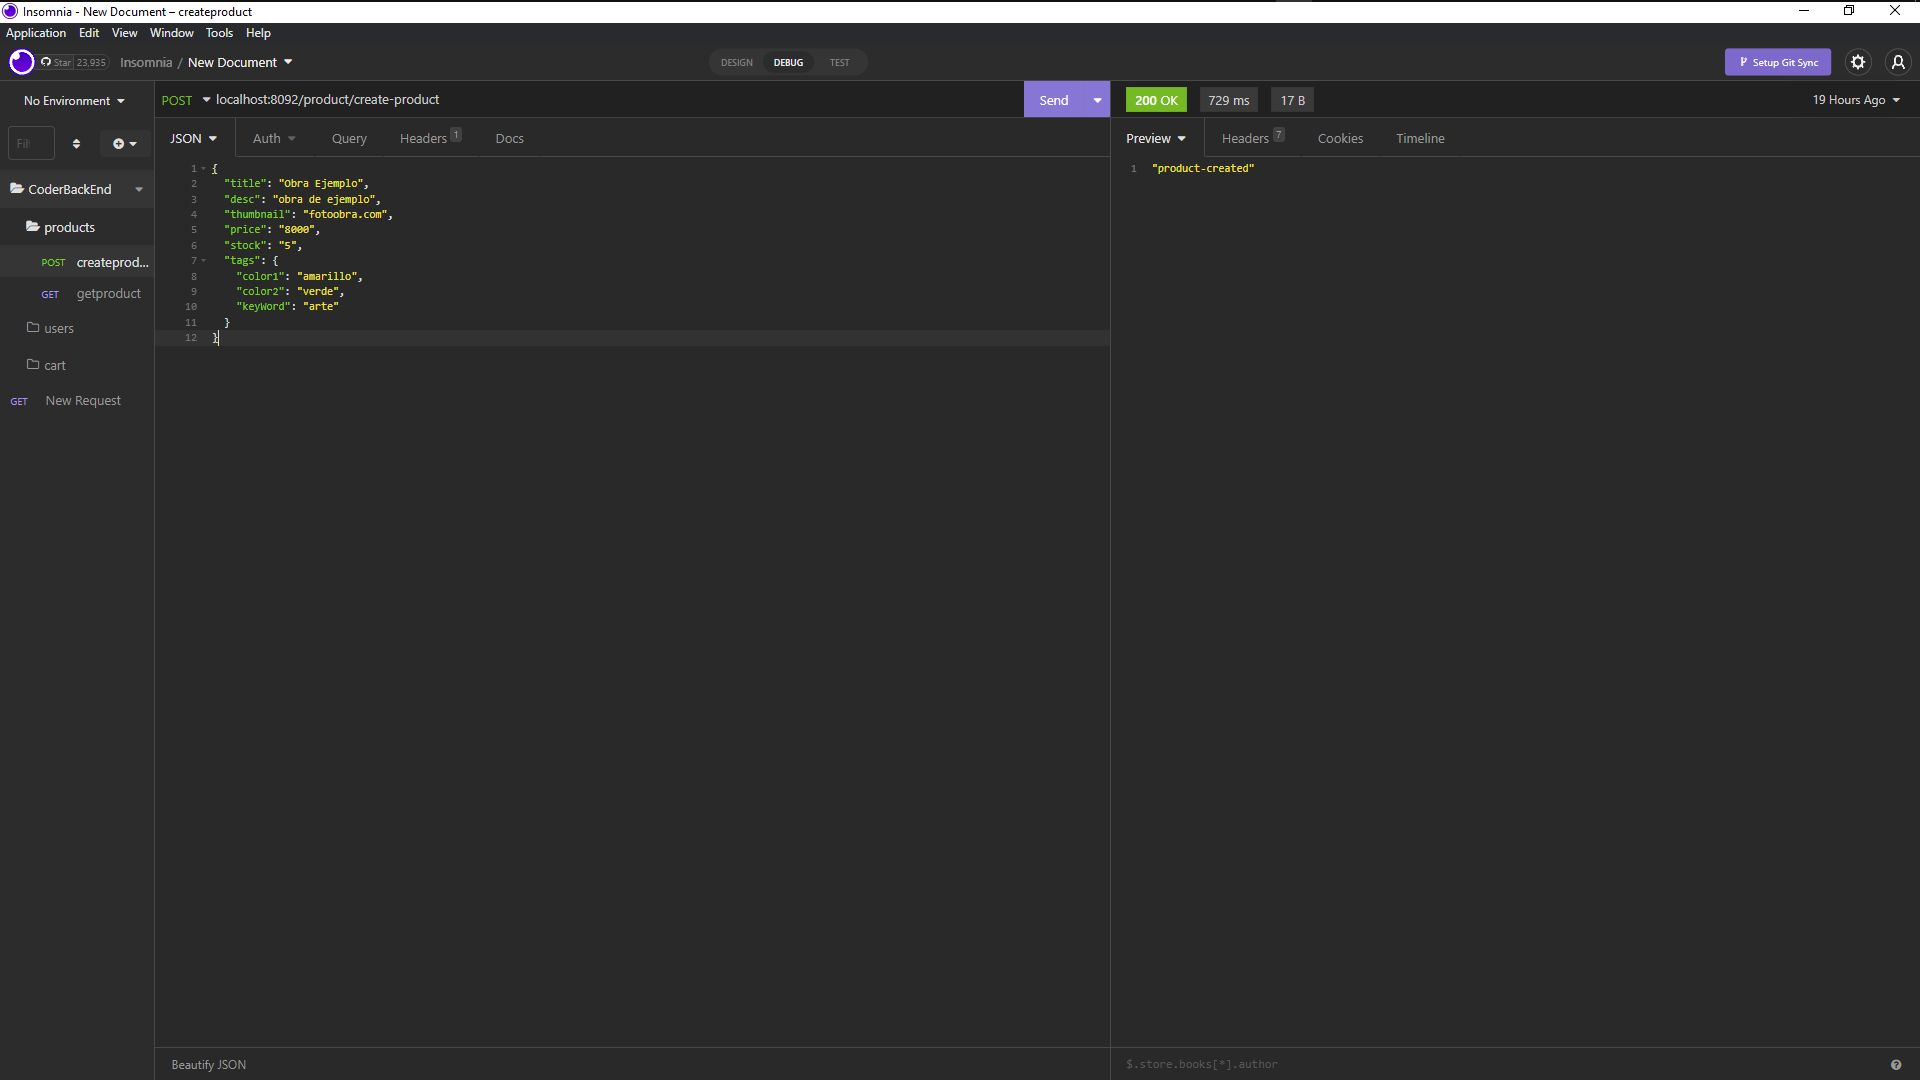 Insomnia - New Document – createproduct
Application Edit View Window Tools Help
Star 23,935 Insomnia / New Document DESIGN DEBUG TEST Setup Git Sync
No Environment POST localhost:8092/product/create-product Send 200 OK 729 ms 17 B 19 Hours Ago
JSON Auth Query Headers 1 Docs Preview Headers 7 Cookies Timeline
Fil
CoderBackEnd
products
POST createprod...
GET getproduct
users
cart
GET New Request
1 {
2 "title": "Obra Ejemplo",
3 "desc": "obra de ejemplo",
4 "thumbnail": "fotoobra.com",
5 "price": "8000",
6 "stock": "5",
7 "tags": {
8 "color1": "amarillo",
9 "color2": "verde",
10 "keyWord": "arte"
11 }
12 }
1 "product-created"
Beautify JSON
$.store.books[*].author